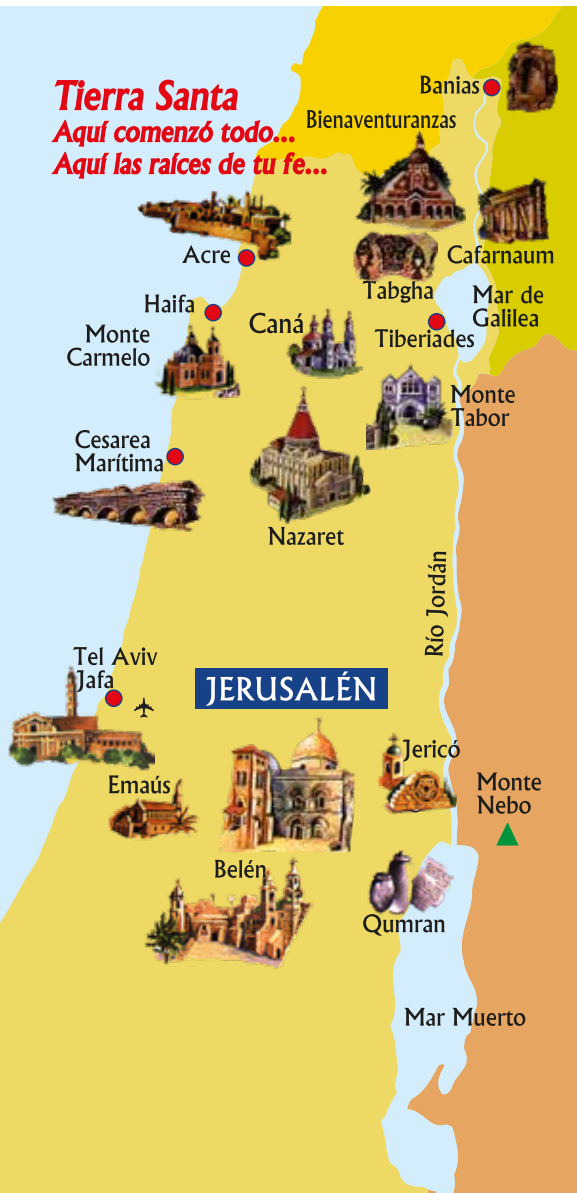 Tierra Santa
Aquí comenzó todo...
Aquí las raíces de tu fe...
Banias
Bienaventuranzas
Acre
Cafarnaum
Tabgha
Mar de
Galilea
Haifa
Caná
Tiberiades
Monte
Carmelo
Monte
Tabor
Cesarea
Marítima
Nazaret
Río Jordán
Tel Aviv
Jafa
JERUSALÉN
Jericó
Emaús
Monte
Nebo
Belén
Qumran
Mar Muerto